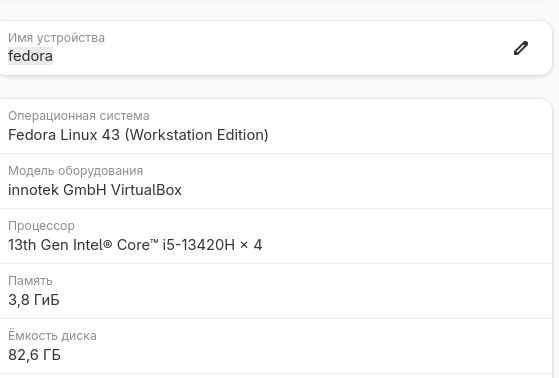 Имя устройства
fedora
Операционная система
Fedora Linux 43 (Workstation Edition)
Модель оборудования
innotek GmbH VirtualBox
Процессор
13th Gen Intel® Core™ i5-13420H × 4
Память
3,8 ГиБ
Ёмкость диска
82,6 ГБ